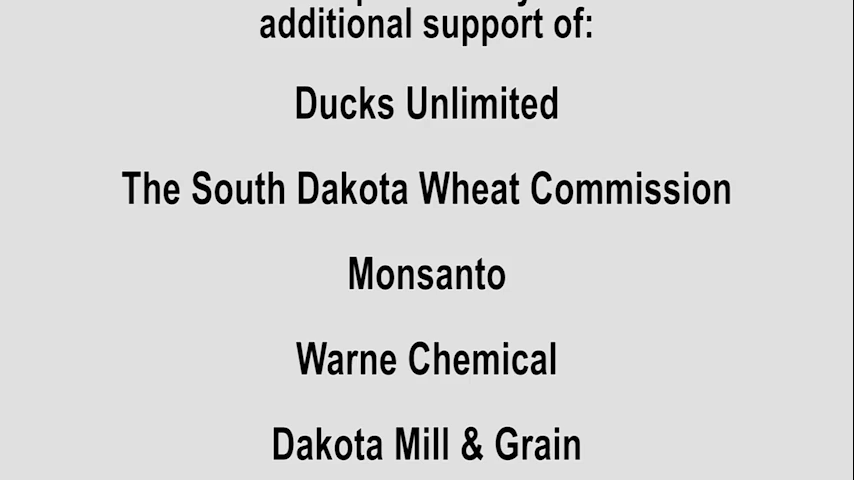 additional support of:
Ducks Unlimited
The South Dakota Wheat Commission
Monsanto
Warne Chemical
Dakota Mill & Grain